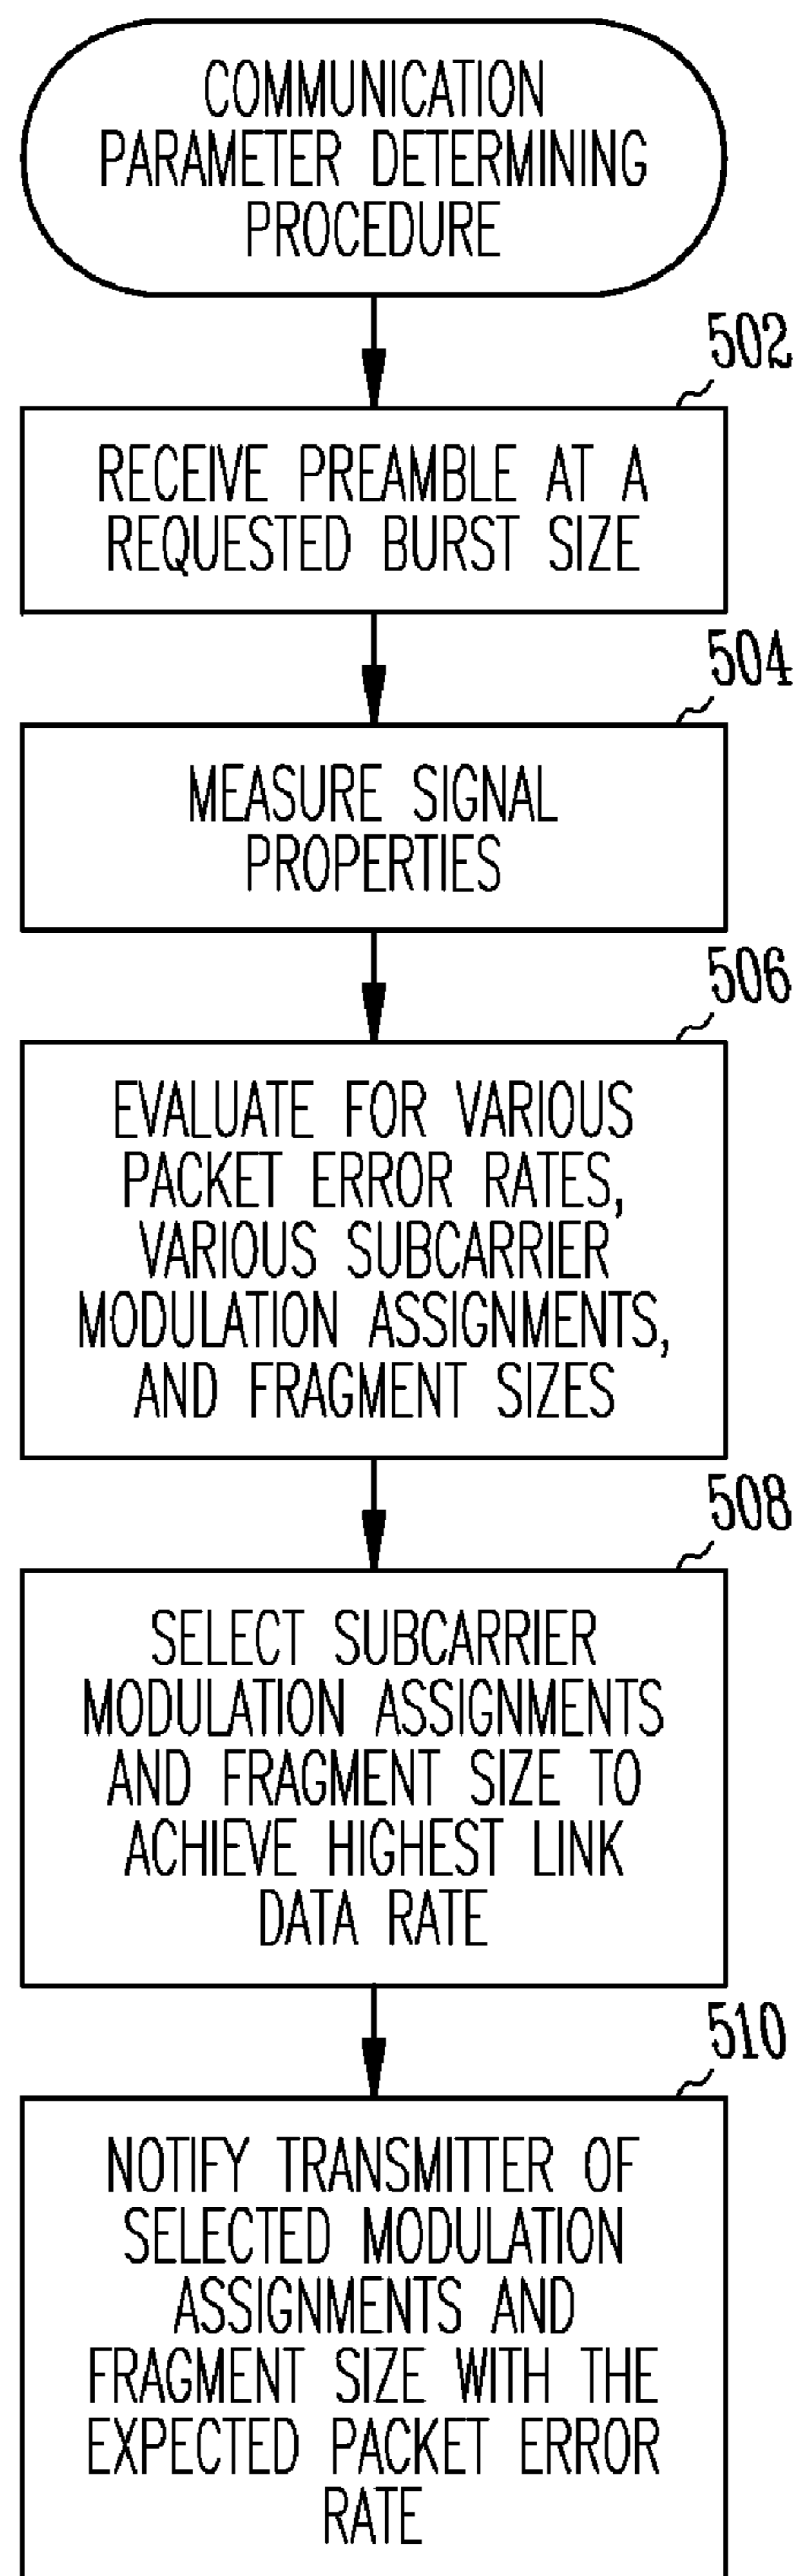 COMMUNICATION
PARAMETER DETERMINING
PROCEDURE
502
RECEIVE PREAMBLE AT A
REQUESTED BURST SIZE
504
MEASURE SIGNAL
PROPERTIES
506
EVALUATE FOR VARIOUS
PACKET ERROR RATES,
VARIOUS SUBCARRIER
MODULATION ASSIGNMENTS,
AND FRAGMENT SIZES
508
SELECT SUBCARRIER
MODULATION ASSIGNMENTS
AND FRAGMENT SIZE TO
ACHIEVE HIGHEST LINK
DATA RATE
510
NOTIFY TRANSMITTER OF
SELECTED MODULATION
ASSIGNMENTS AND
FRAGMENT SIZE WITH THE
EXPECTED PACKET ERROR
RATE